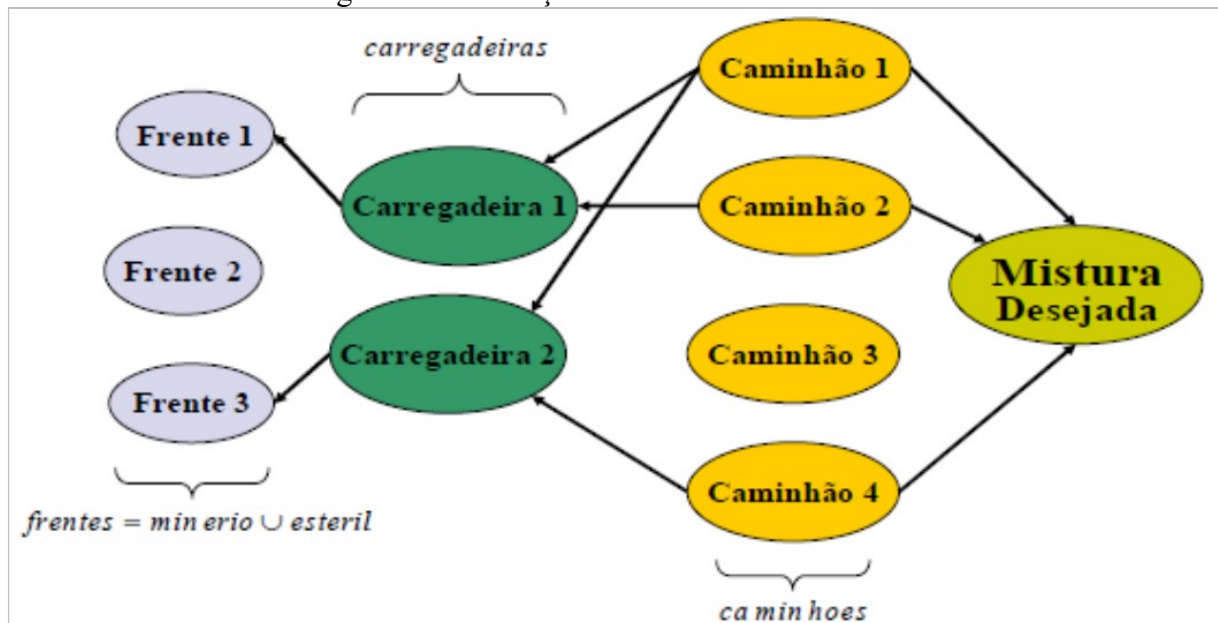 carregadeiras
Caminhão 1
Frente 1
Carregadeira 1
Caminhão 2
Frente 2
Mistura
Desejada
Carregadeira 2
Caminhão 3
Frente 3
Caminhão 4
frentes = min erio ∪ esteril
ca min hoes